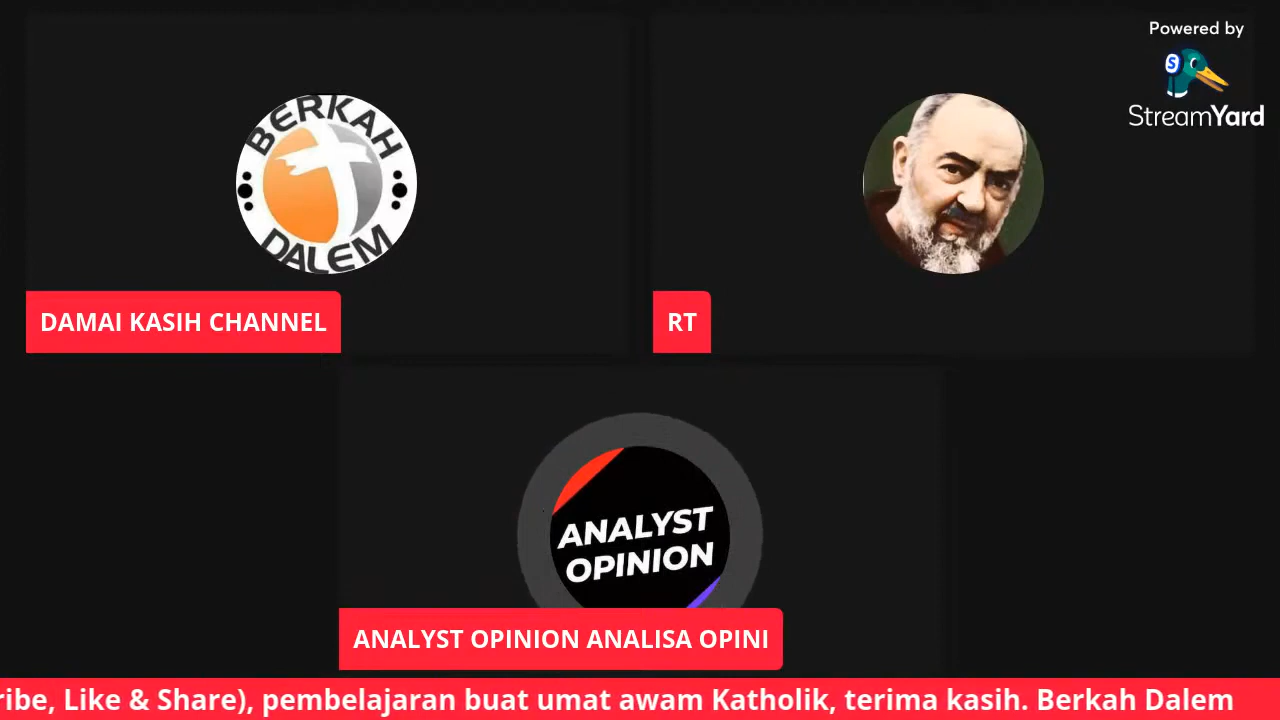 Powered by
S
StreamYard
BERKAH
DALEM
DAMAI KASIH CHANNEL
RT
ANALYST
OPINION
ANALYST OPINION ANALISA OPINI
ribe, Like & Share), pembelajaran buat umat awam Katholik, terima kasih. Berkah Dalem